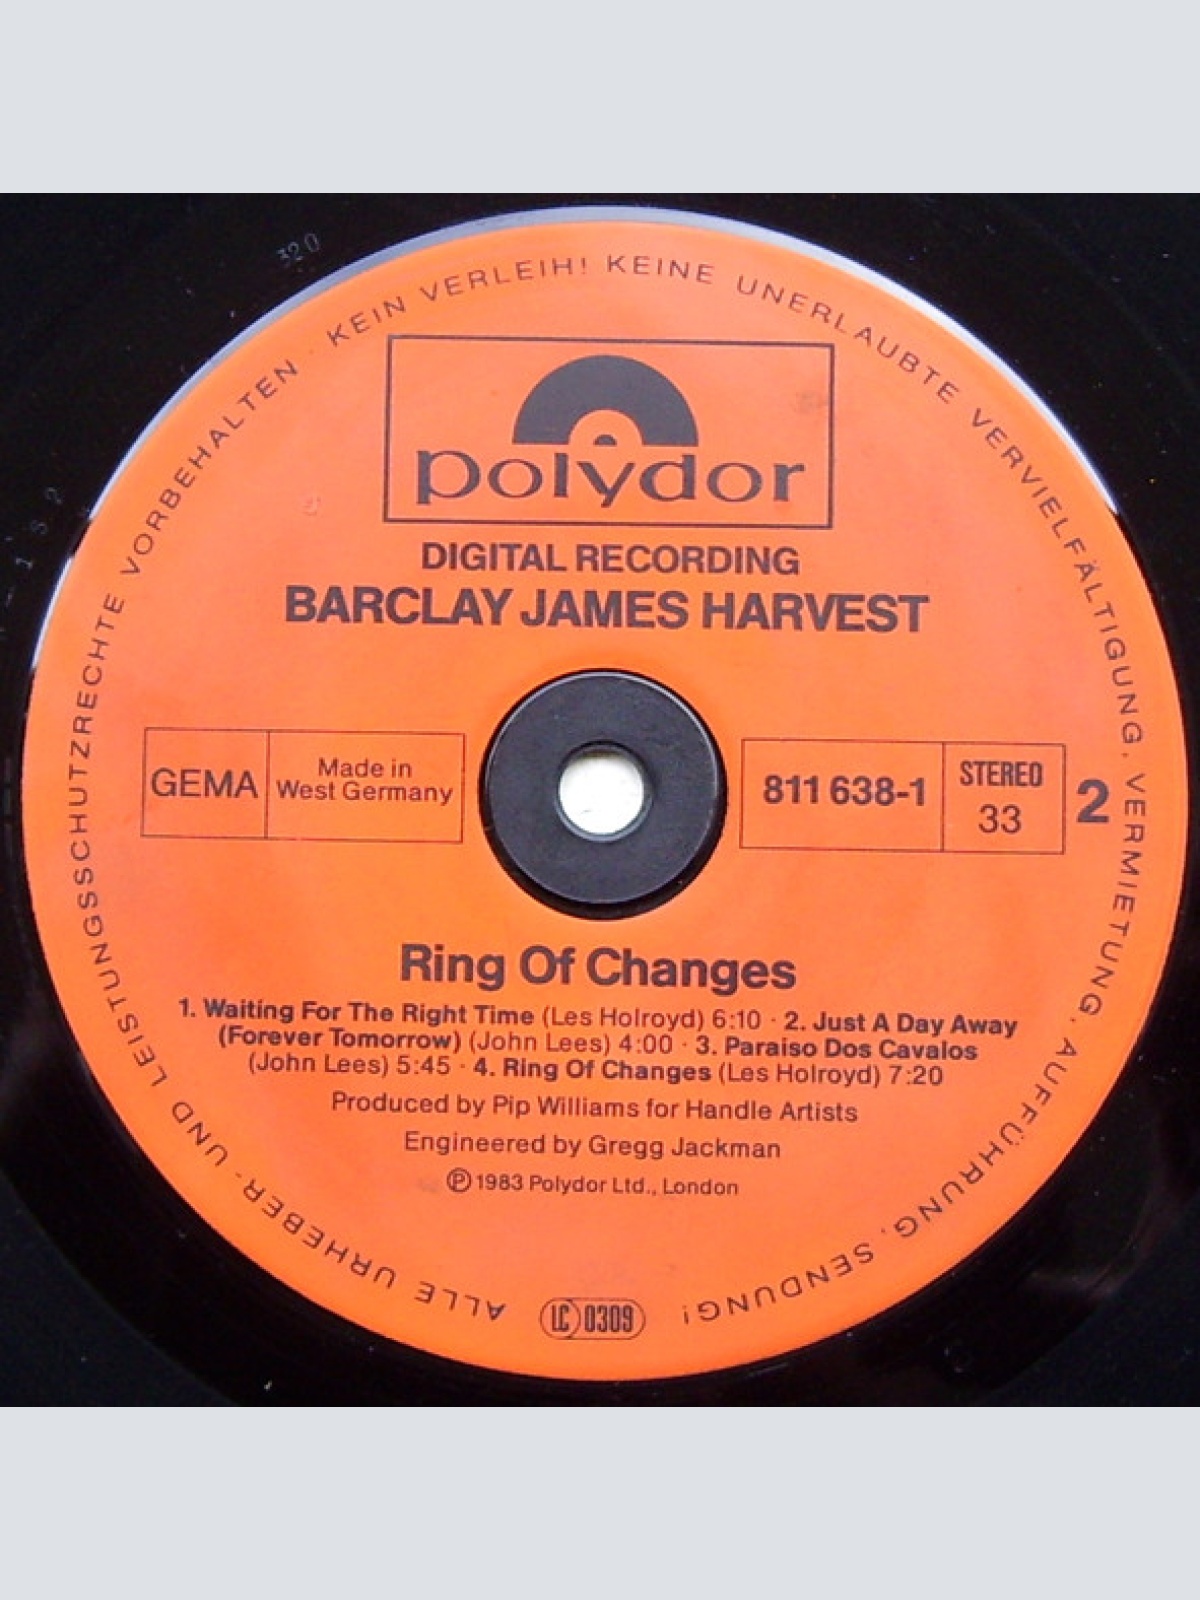 ALLE URHEBER- UND LEISTUNGSSCHUTZRECHTE VORBEHALTEN · KEIN VERLEIH! KEINE UNERLAUBTE VERVIELFÄLTIGUNG, VERMIETUNG, AUFFÜHRUNG, SENDUNG!
320
polydor
DIGITAL RECORDING
BARCLAY JAMES HARVEST
GEMA
Made in
West Germany
811 638-1
STEREO
33
2
Ring Of Changes
1. Waiting For The Right Time (Les Holroyd) 6:10 · 2. Just A Day Away
(Forever Tomorrow) (John Lees) 4:00 · 3. Paraiso Dos Cavalos
(John Lees) 5:45 · 4. Ring Of Changes (Les Holroyd) 7:20
Produced by Pip Williams for Handle Artists
Engineered by Gregg Jackman
℗ 1983 Polydor Ltd., London
LC 0309